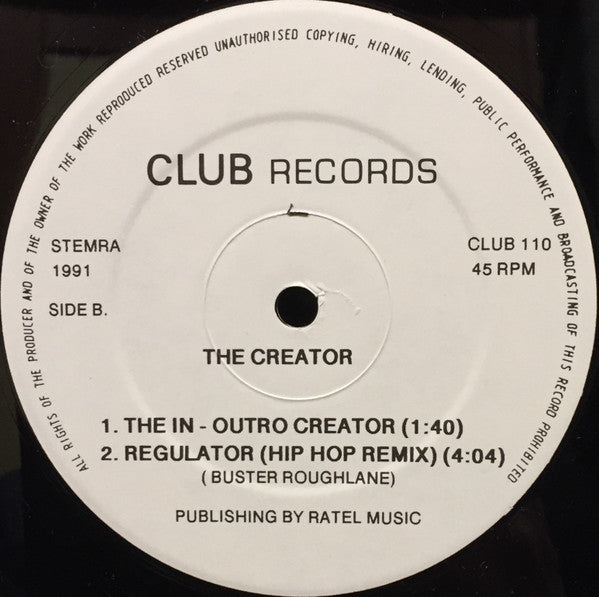 ALL RIGHTS OF THE PRODUCER AND OF THE OWNER OF THE WORK REPRODUCED RESERVED UNAUTHORISED COPYING, HIRING, LENDING, PUBLIC PERFORMANCE AND BROADCASTING OF THIS RECORD PROHIBITED
CLUB RECORDS
STEMRA
1991
SIDE B.
CLUB 110
45 RPM
THE CREATOR
1. THE IN - OUTRO CREATOR (1:40)
2. REGULATOR (HIP HOP REMIX) (4:04)
( BUSTER ROUGHLANE)
PUBLISHING BY RATEL MUSIC